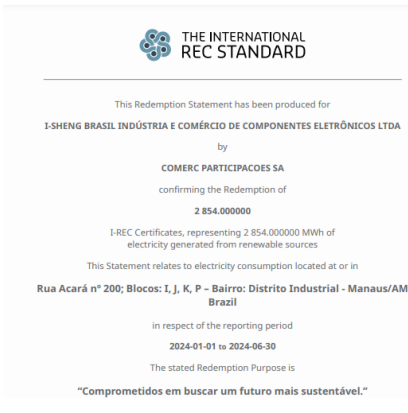 THE INTERNATIONAL
REC STANDARD
This Redemption Statement has been produced for
I-SHENG BRASIL INDÚSTRIA E COMÉRCIO DE COMPONENTES ELETRÔNICOS LTDA
by
COMERC PARTICIPACOES SA
confirming the Redemption of
2 854.000000
I-REC Certificates, representing 2 854.000000 MWh of
electricity generated from renewable sources
This Statement relates to electricity consumption located at or in
Rua Acará nº 200; Blocos: I, J, K, P – Bairro: Distrito Industrial - Manaus/AM
Brazil
in respect of the reporting period
2024-01-01 to 2024-06-30
The stated Redemption Purpose is
“Comprometidos em buscar um futuro mais sustentável.”